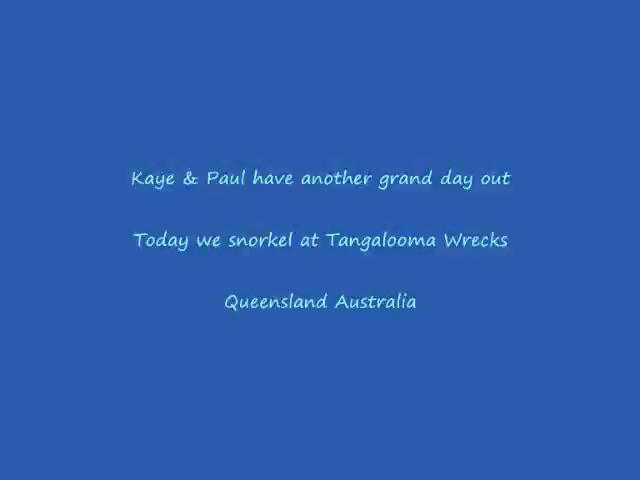 Kaye & Paul have another grand day out
Today we snorkel at Tangalooma Wrecks
Queensland Australia